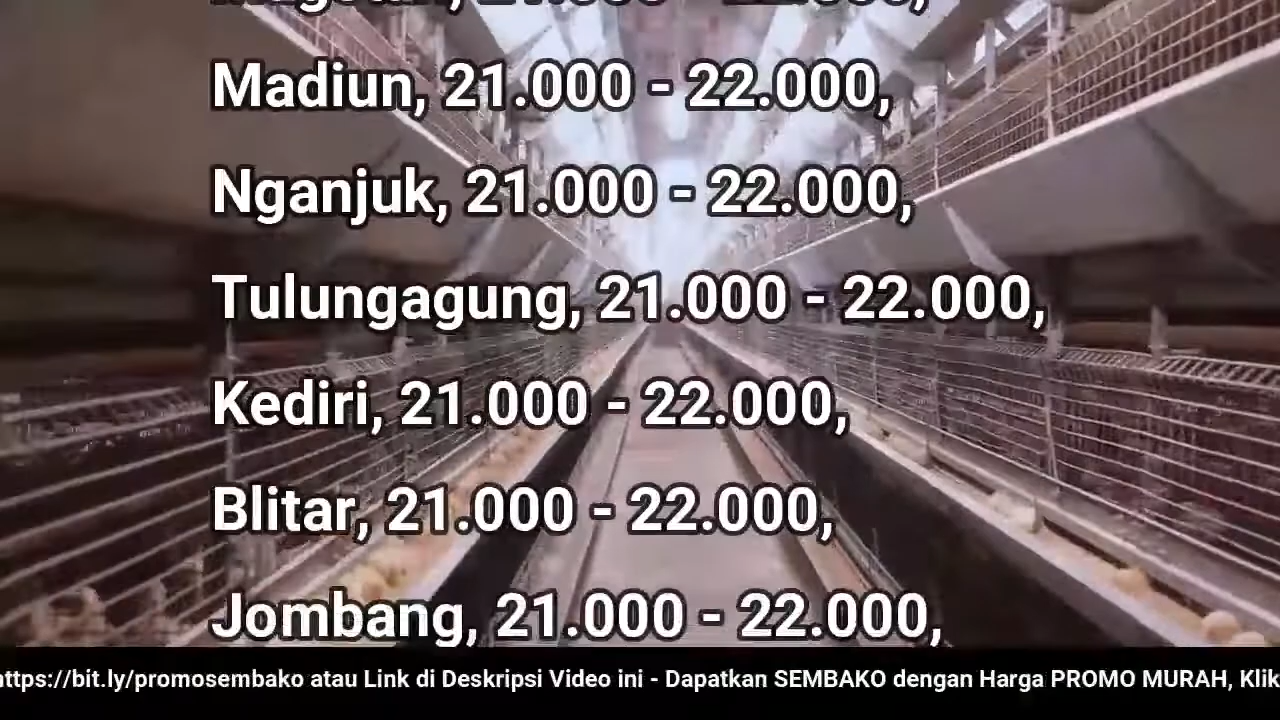 Madiun, 21.000 - 22.000,
Nganjuk, 21.000 - 22.000,
Tulungagung, 21.000 - 22.000,
Kediri, 21.000 - 22.000,
Blitar, 21.000 - 22.000,
Jombang, 21.000 - 22.000,
https://bit.ly/promosembako atau Link di Deskripsi Video ini - Dapatkan SEMBAKO dengan Harga PROMO MURAH, Klik